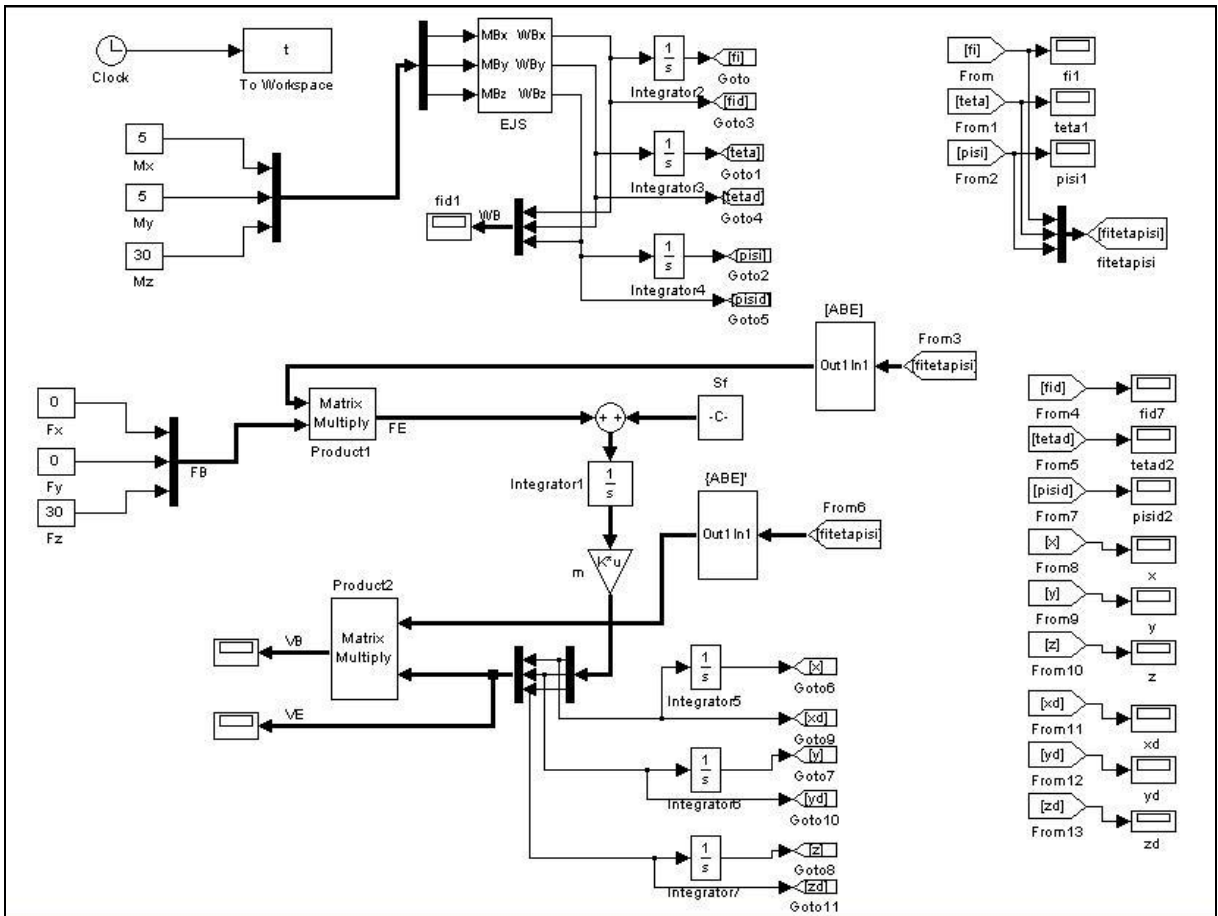 t
Clock
To Workspace
MBx WBx
MBy WBy
MBz WBz
EJS
1
s
Integrator2
[fi]
Goto
[fid]
Goto3
1
s
Integrator3
[teta]
Goto1
[tetad]
Goto4
1
s
Integrator4
[pisi]
Goto2
[pisid]
Goto5
5
Mx
5
My
30
Mz
fid1
WB
[fi]
From
fi1
[teta]
From1
teta1
[pisi]
From2
pisi1
[fitetapisi]
fitetapisi
[ABE]
Out1 In1
From3
[fitetapisi]
0
Fx
0
Fy
30
Fz
FB
Matrix
Multiply
Product1
FE
+ +
Sf
-C-
Integrator1
1
s
{ABE}'
Out1 In1
From6
[fitetapisi]
K*u
m
Product2
Matrix
Multiply
VB
VE
1
s
Integrator5
[x]
Goto6
[xd]
Goto9
1
s
Integrator6
[y]
Goto7
[yd]
Goto10
1
s
Integrator7
[z]
Goto8
[zd]
Goto11
[fid]
From4
fid7
[tetad]
From5
tetad2
[pisid]
From7
pisid2
[x]
From8
x
[y]
From9
y
[z]
From10
z
[xd]
From11
xd
[yd]
From12
yd
[zd]
From13
zd